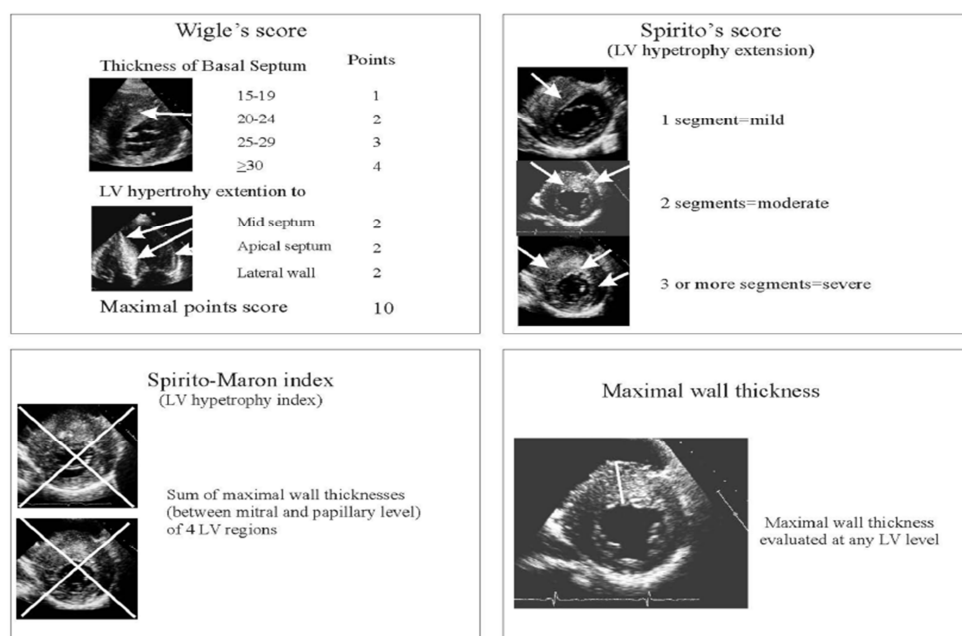 Wigle's score
Thickness of Basal Septum Points
15-19 1
20-24 2
25-29 3
≥30 4
LV hypertrohy extention to
Mid septum 2
Apical septum 2
Lateral wall 2
Maximal points score 10
Spirito's score
(LV hypetrophy extension)
1 segment=mild
2 segments=moderate
3 or more segments=severe
Spirito-Maron index
(LV hypetrophy index)
Sum of maximal wall thicknesses
(between mitral and papillary level)
of 4 LV regions
Maximal wall thickness
Maximal wall thickness
evaluated at any LV level